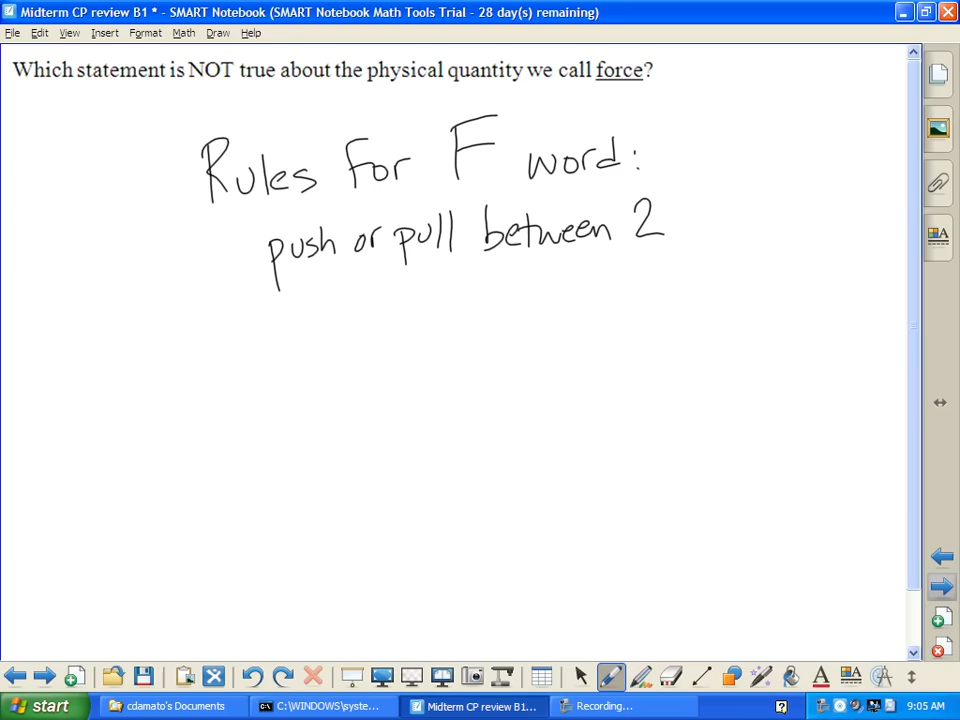 Midterm CP review B1 * - SMART Notebook (SMART Notebook Math Tools Trial - 28 day(s) remaining)
File Edit View Insert Format Math Draw Help
Which statement is NOT true about the physical quantity we call force?
Rules for F word:
push or pull between 2
start cdamato's Documents C:\WINDOWS\syste... Midterm CP review B1... Recording... 9:05 AM